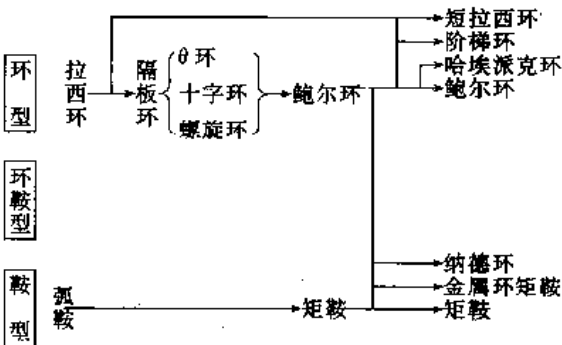 短拉西环
阶梯环
哈埃派克环
鲍尔环
环型
拉西环
隔板环
θ环
十字环
螺旋环
鲍尔环
环鞍型
纳德环
金属环矩鞍
矩鞍
鞍型
弧鞍
矩鞍